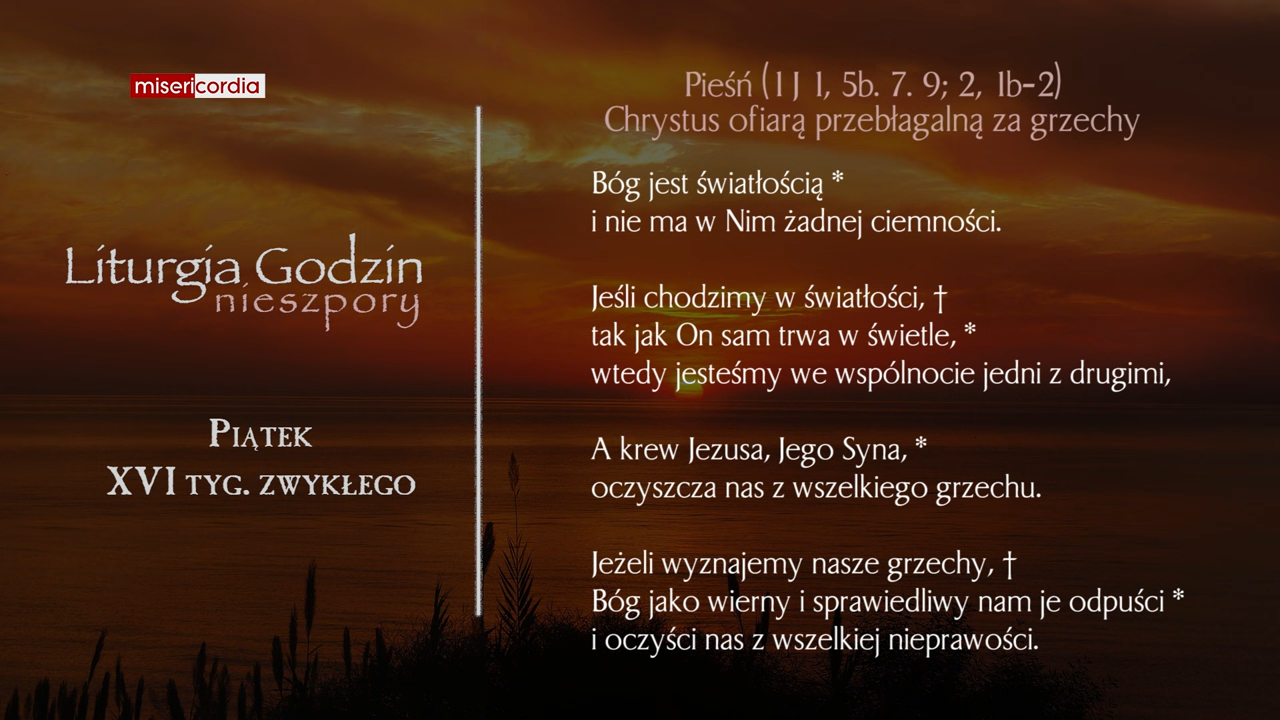 misericordia
Liturgia Godzin
nieszpory
Piątek
XVI tyg. zwykłego
Pieśń (1 J 1, 5b. 7. 9; 2, 1b-2)
Chrystus ofiarą przebłagalną za grzechy
Bóg jest światłością *
i nie ma w Nim żadnej ciemności.
Jeśli chodzimy w światłości, †
tak jak On sam trwa w świetle, *
wtedy jesteśmy we wspólnocie jedni z drugimi,
A krew Jezusa, Jego Syna, *
oczyszcza nas z wszelkiego grzechu.
Jeżeli wyznajemy nasze grzechy, †
Bóg jako wierny i sprawiedliwy nam je odpuści *
i oczyści nas z wszelkiej nieprawości.